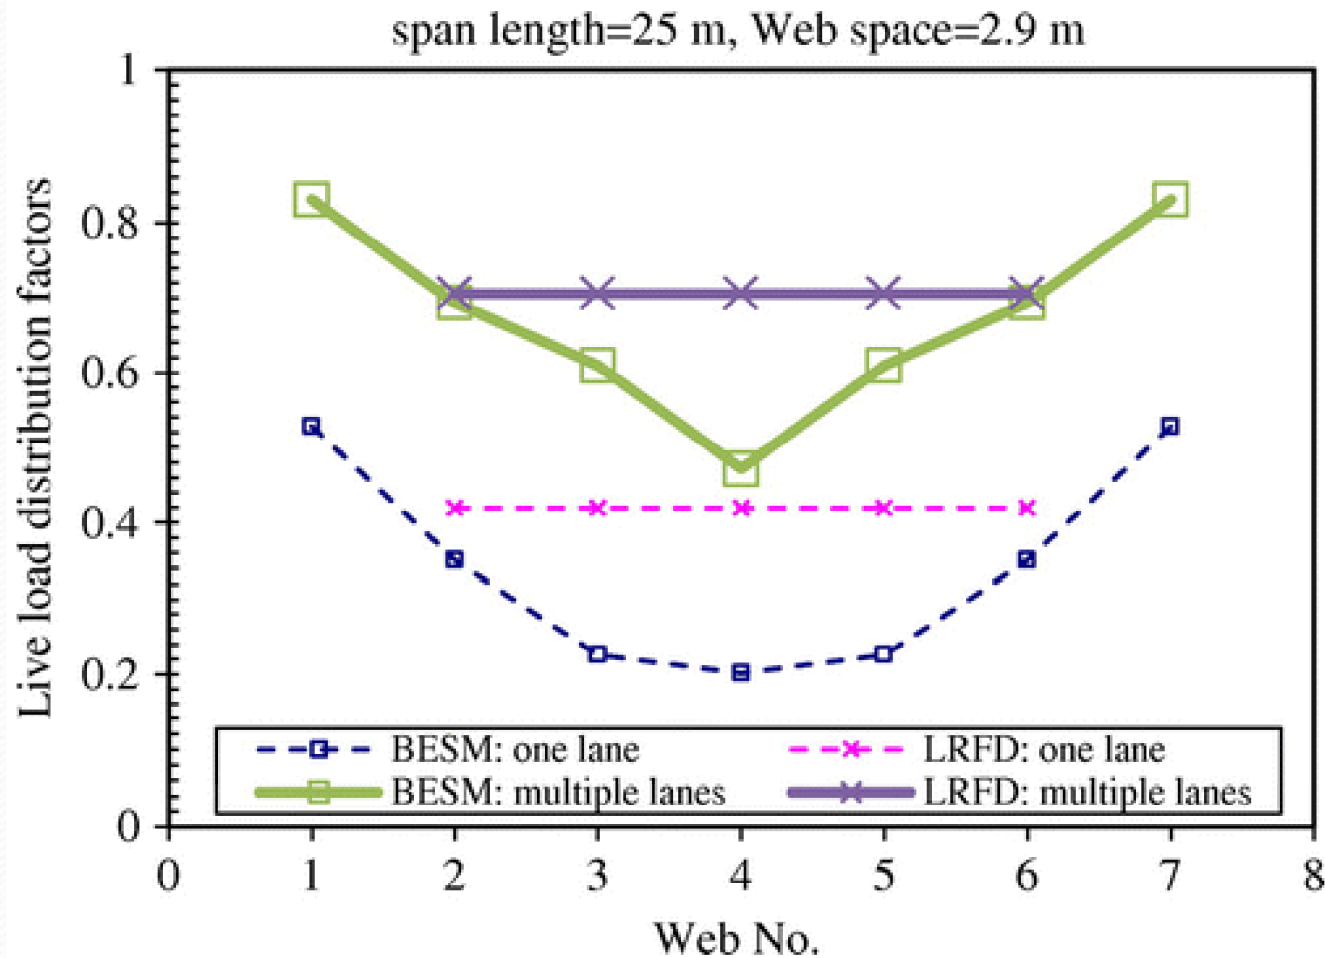 span length=25 m, Web space=2.9 m
Live load distribution factors
1
0.8
0.6
0.4
0.2
0
BESM: one lane LRFD: one lane
BESM: multiple lanes LRFD: multiple lanes
0 1 2 3 4 5 6 7 8
Web No.